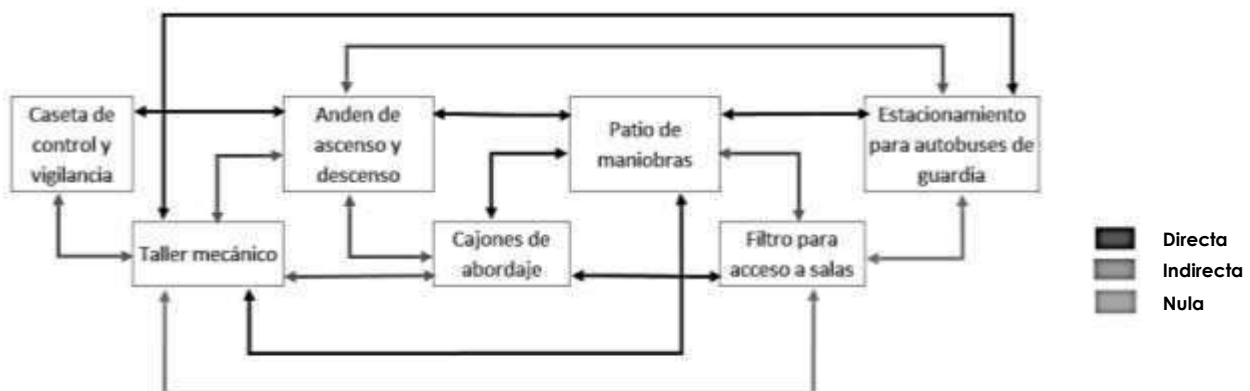 Caseta de
control y
vigilancia
Anden de
ascenso y
descenso
Patio de
maniobras
Estacionamiento
para autobuses de
guardía
Taller mecánico
Cajones de
abordaje
Filtro para
acceso a salas
Directa
Indirecta
Nula